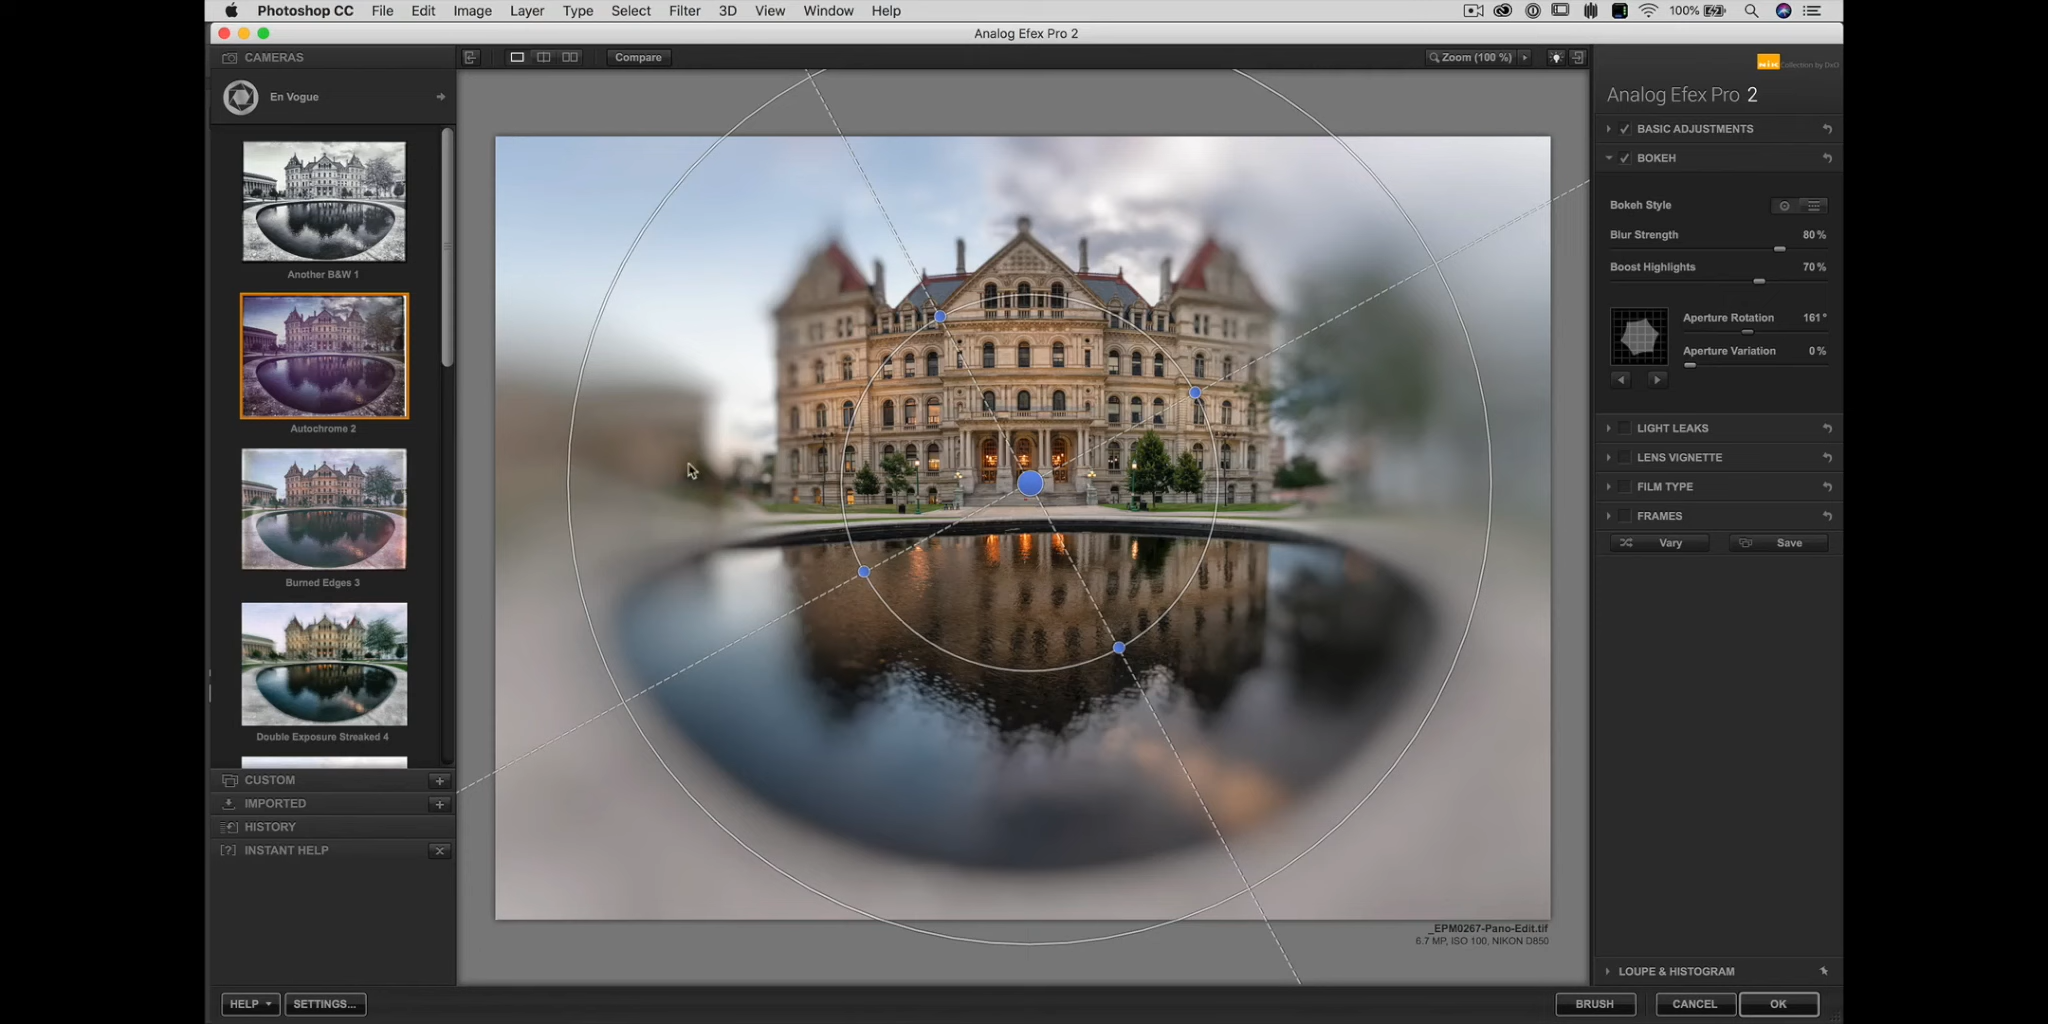 Photoshop CC File Edit Image Layer Type Select Filter 3D View Window Help 100%
Analog Efex Pro 2
CAMERAS
Compare
Zoom (100 %)
En Vogue
Another B&W 1
Autochrome 2
Burned Edges 3
Double Exposure Streaked 4
CUSTOM
IMPORTED
HISTORY
[?] INSTANT HELP
HELP SETTINGS...
_EPM0267-Pano-Edit.tif
6.7 MP, ISO 100, NIKON D850
Nik Collection by DxO
Analog Efex Pro 2
BASIC ADJUSTMENTS
BOKEH
Bokeh Style
Blur Strength 80 %
Boost Highlights 70 %
Aperture Rotation 161°
Aperture Variation 0 %
LIGHT LEAKS
LENS VIGNETTE
FILM TYPE
FRAMES
Vary Save
LOUPE & HISTOGRAM
BRUSH CANCEL OK